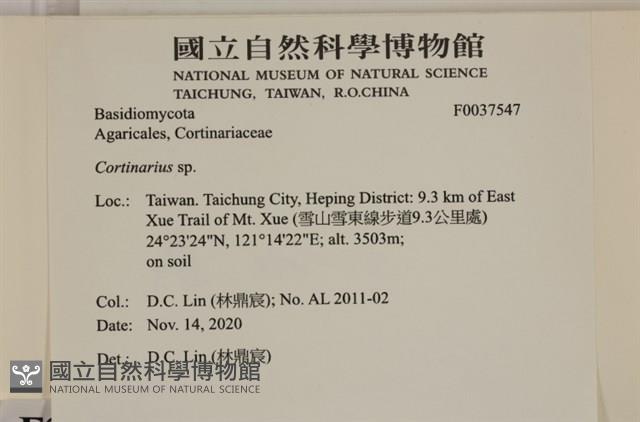 國立自然科學博物館
NATIONAL MUSEUM OF NATURAL SCIENCE
TAICHUNG, TAIWAN, R.O.CHINA
Basidiomycota F0037547
Agaricales, Cortinariaceae
Cortinarius sp.
Loc.: Taiwan. Taichung City, Heping District: 9.3 km of East
Xue Trail of Mt. Xue (雪山雪東線步道9.3公里處)
24°23'24"N, 121°14'22"E; alt. 3503m;
on soil
Col.: D.C. Lin (林鼎宸); No. AL 2011-02
Date: Nov. 14, 2020
Det.: D.C. Lin (林鼎宸)
國立自然科學博物館
NATIONAL MUSEUM OF NATURAL SCIENCE